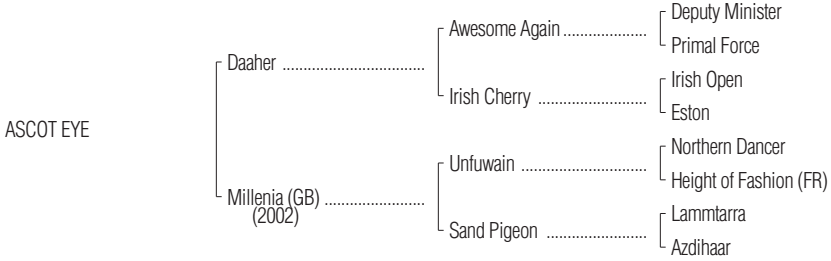 Deputy Minister
Awesome Again ....................
Primal Force
Daaher .................................
Irish Open
Irish Cherry ..........................
Eston
ASCOT EYE
Northern Dancer
Unfuwain ..............................
Height of Fashion (FR)
Millenia (GB) ........................
(2002)
Lammtarra
Sand Pigeon ........................
Azdihaar